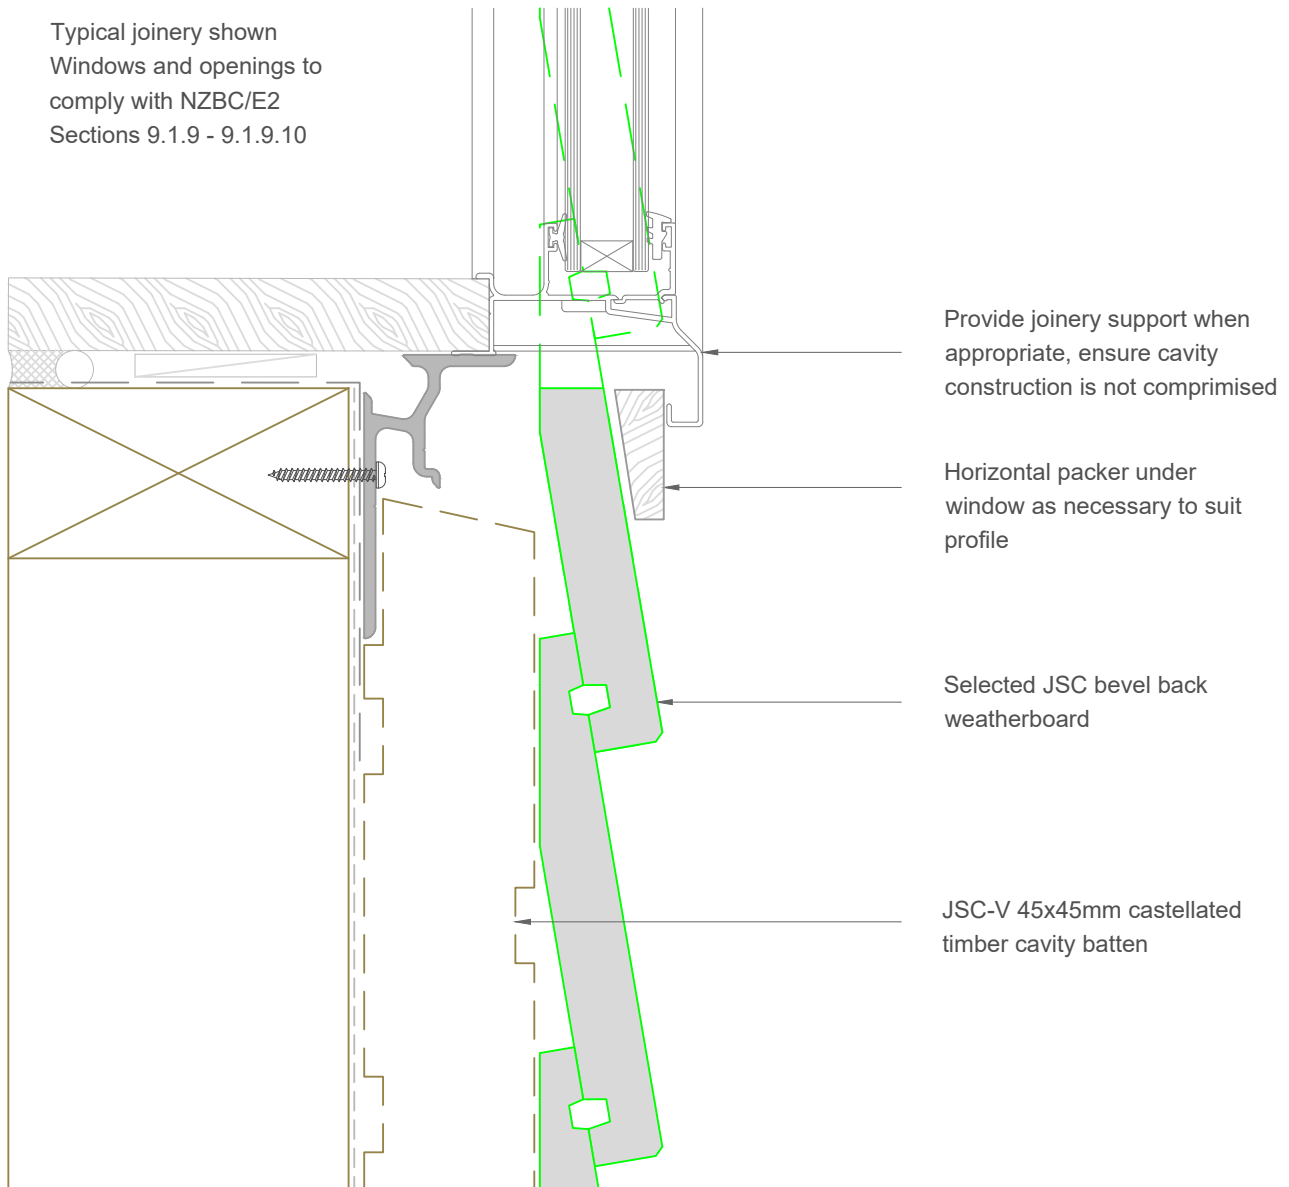 Typical joinery shown
Windows and openings to
comply with NZBC/E2
Sections 9.1.9 - 9.1.9.10
Provide joinery support when
appropriate, ensure cavity
construction is not comprimised
Horizontal packer under
window as necessary to suit
profile
Selected JSC bevel back
weatherboard
JSC-V 45x45mm castellated
timber cavity batten